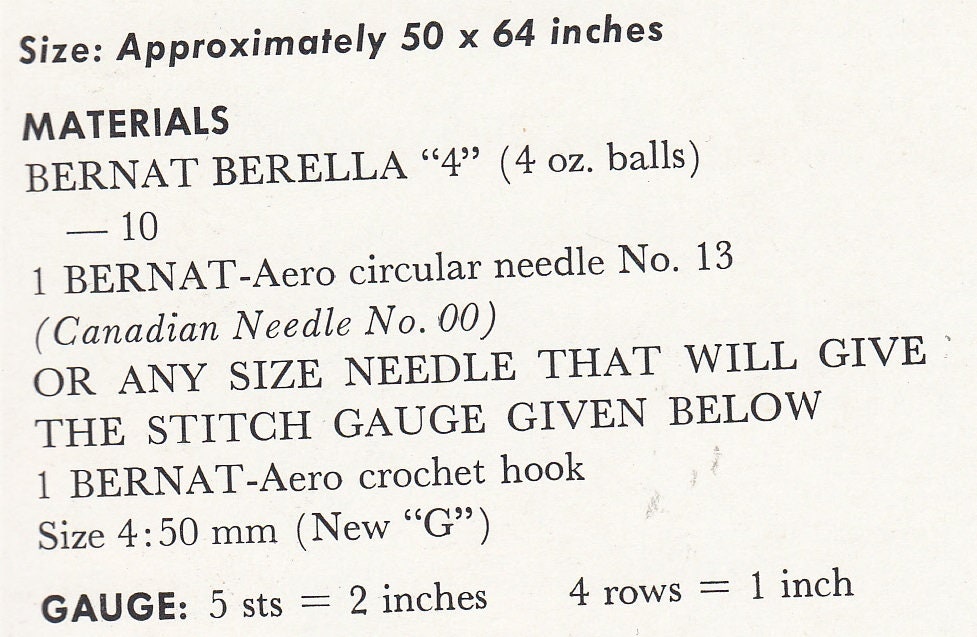 Size: Approximately 50 x 64 inches
MATERIALS
BERNAT BERELLA “4” (4 oz. balls)
— 10
1 BERNAT-Aero circular needle No. 13
(Canadian Needle No. 00)
OR ANY SIZE NEEDLE THAT WILL GIVE
THE STITCH GAUGE GIVEN BELOW
1 BERNAT-Aero crochet hook
Size 4:50 mm (New “G”)
GAUGE: 5 sts = 2 inches 4 rows = 1 inch